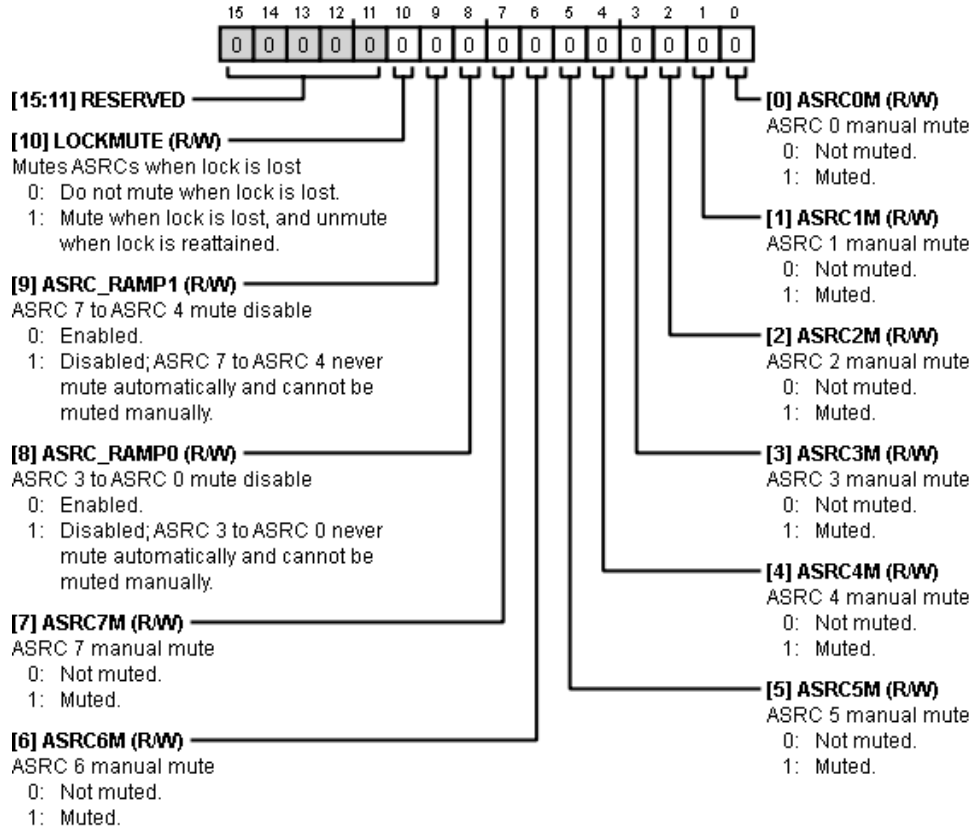 15 14 13 12 11 10 9 8 7 6 5 4 3 2 1 0
0 0 0 0 0 0 0 0 0 0 0 0 0 0 0 0
[15:11] RESERVED
[10] LOCKMUTE (R/W)
Mutes ASRCs when lock is lost
0: Do not mute when lock is lost.
1: Mute when lock is lost, and unmute
when lock is reattained.
[9] ASRC_RAMP1 (R/W)
ASRC 7 to ASRC 4 mute disable
0: Enabled.
1: Disabled; ASRC 7 to ASRC 4 never
mute automatically and cannot be
muted manually.
[8] ASRC_RAMP0 (R/W)
ASRC 3 to ASRC 0 mute disable
0: Enabled.
1: Disabled; ASRC 3 to ASRC 0 never
mute automatically and cannot be
muted manually.
[7] ASRC7M (R/W)
ASRC 7 manual mute
0: Not muted.
1: Muted.
[6] ASRC6M (R/W)
ASRC 6 manual mute
0: Not muted.
1: Muted.
[0] ASRC0M (R/W)
ASRC 0 manual mute
0: Not muted.
1: Muted.
[1] ASRC1M (R/W)
ASRC 1 manual mute
0: Not muted.
1: Muted.
[2] ASRC2M (R/W)
ASRC 2 manual mute
0: Not muted.
1: Muted.
[3] ASRC3M (R/W)
ASRC 3 manual mute
0: Not muted.
1: Muted.
[4] ASRC4M (R/W)
ASRC 4 manual mute
0: Not muted.
1: Muted.
[5] ASRC5M (R/W)
ASRC 5 manual mute
0: Not muted.
1: Muted.